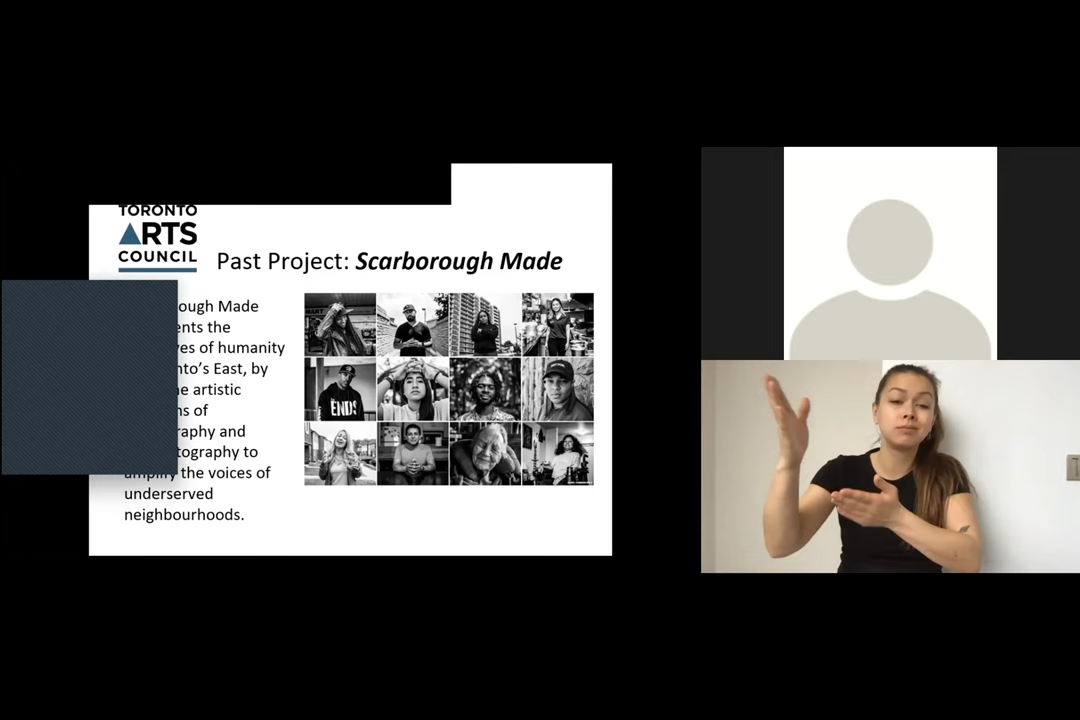 TORONTO
ARTS
COUNCIL
Past Project: Scarborough Made
ough Made
ents the
ves of humanity
nto's East, by
e artistic
ns of
raphy and
tography to
amplify the voices of
underserved
neighbourhoods.
ENDS